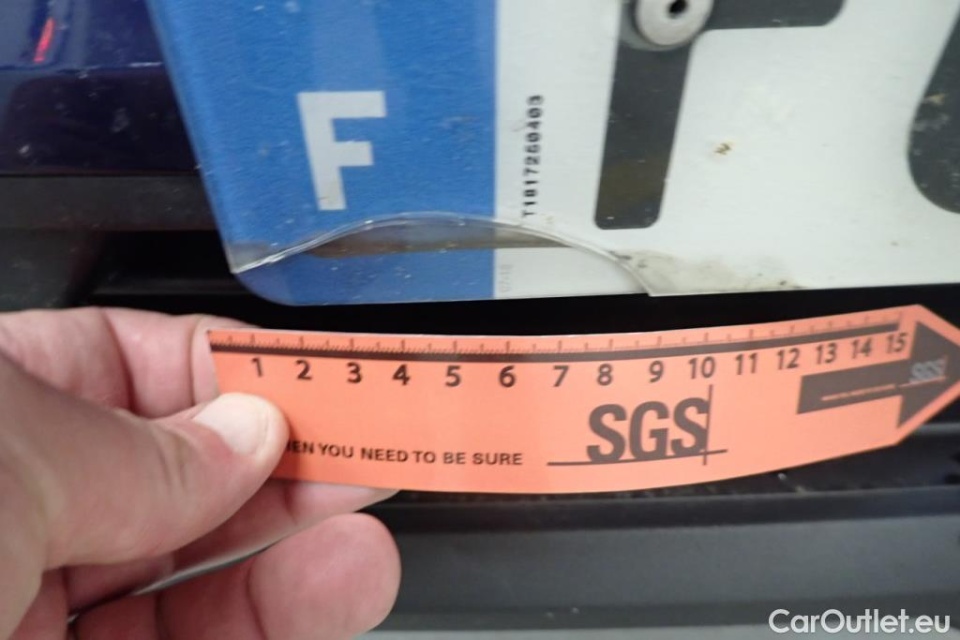 F
T1817260403
1 2 3 4 5 6 7 8 9 10 11 12 13 14 15
SGS
EN YOU NEED TO BE SURE
SGS
CarOutlet.eu